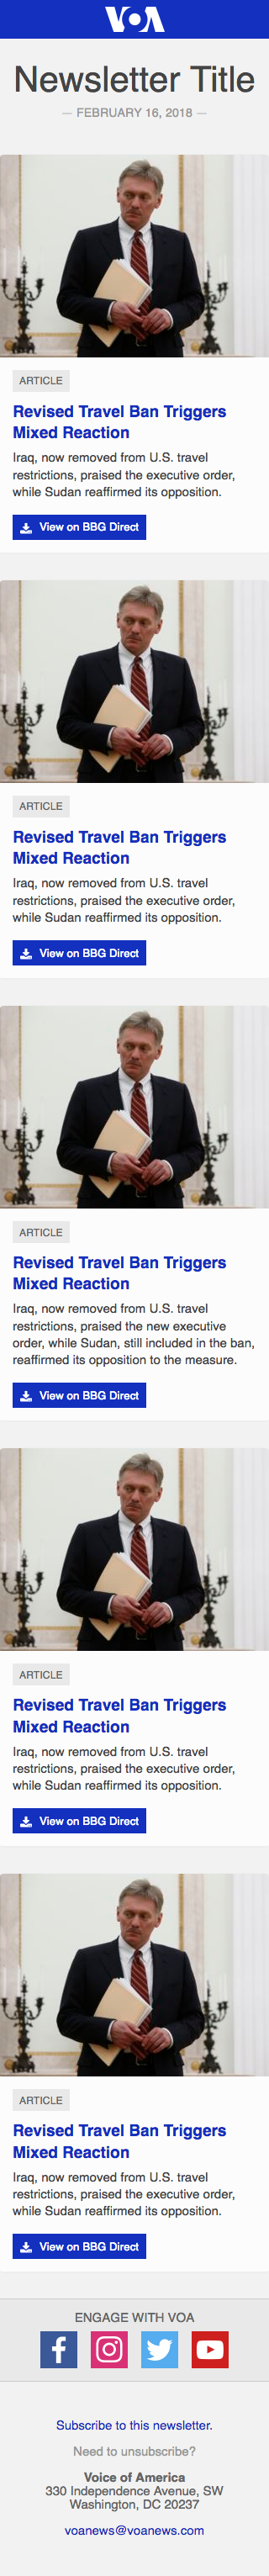 VOA
Newsletter Title
— FEBRUARY 16, 2018 —
ARTICLE
Revised Travel Ban Triggers
Mixed Reaction
Iraq, now removed from U.S. travel
restrictions, praised the executive order,
while Sudan reaffirmed its opposition.
View on BBG Direct
ARTICLE
Revised Travel Ban Triggers
Mixed Reaction
Iraq, now removed from U.S. travel
restrictions, praised the executive order,
while Sudan reaffirmed its opposition.
View on BBG Direct
ARTICLE
Revised Travel Ban Triggers
Mixed Reaction
Iraq, now removed from U.S. travel
restrictions, praised the new executive
order, while Sudan, still included in the ban,
reaffirmed its opposition to the measure.
View on BBG Direct
ARTICLE
Revised Travel Ban Triggers
Mixed Reaction
Iraq, now removed from U.S. travel
restrictions, praised the executive order,
while Sudan reaffirmed its opposition.
View on BBG Direct
ARTICLE
Revised Travel Ban Triggers
Mixed Reaction
Iraq, now removed from U.S. travel
restrictions, praised the executive order,
while Sudan reaffirmed its opposition.
View on BBG Direct
ENGAGE WITH VOA
Subscribe to this newsletter.
Need to unsubscribe?
Voice of America
330 Independence Avenue, SW
Washington, DC 20237
voanews@voanews.com